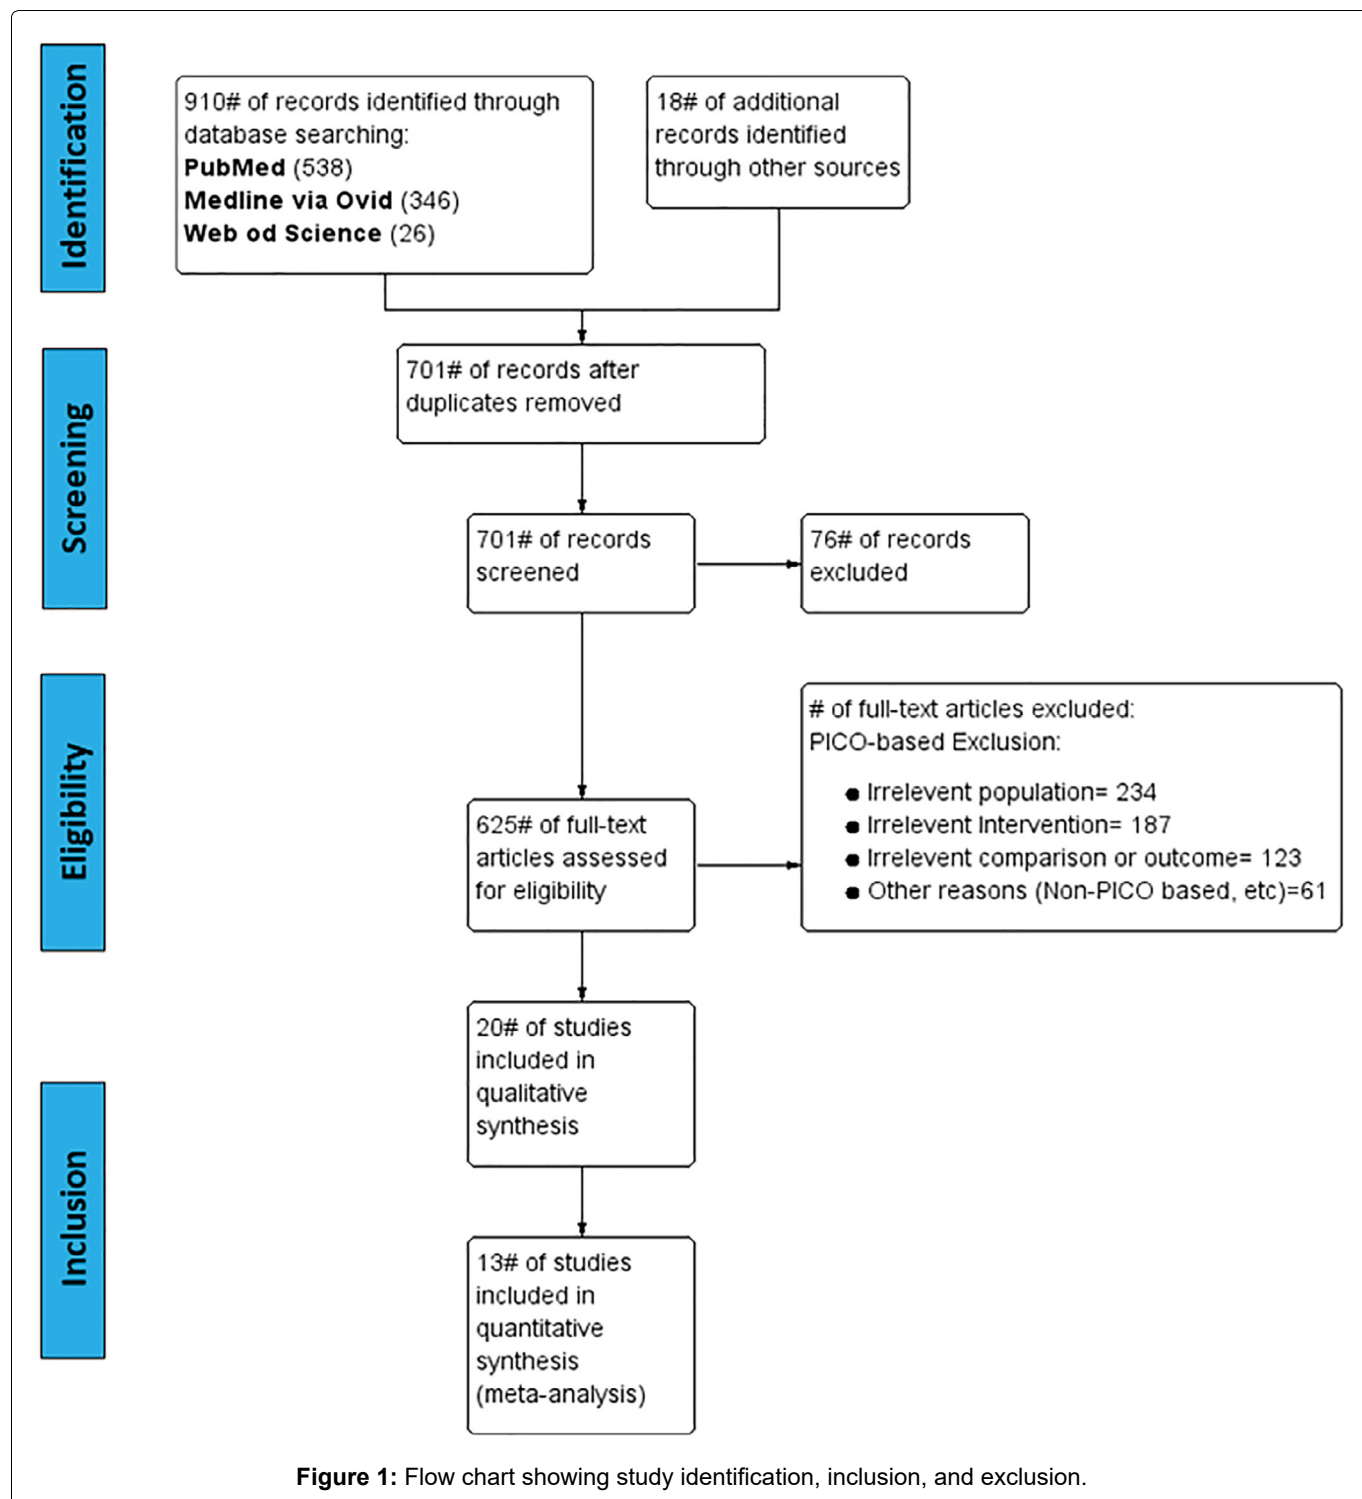 Identification
910# of records identified through
database searching:
PubMed (538)
Medline via Ovid (346)
Web od Science (26)
18# of additional
records identified
through other sources
Screening
701# of records after
duplicates removed
701# of records
screened
76# of records
excluded
Eligibility
625# of full-text
articles assessed
for eligibility
# of full-text articles excluded:
PICO-based Exclusion:
● Irrelevent population= 234
● Irrelevent Intervention= 187
● Irrelevent comparison or outcome= 123
● Other reasons (Non-PICO based, etc)=61
20# of studies
included in
qualitative
synthesis
Inclusion
13# of studies
included in
quantitative
synthesis
(meta-analysis)
Figure 1: Flow chart showing study identification, inclusion, and exclusion.